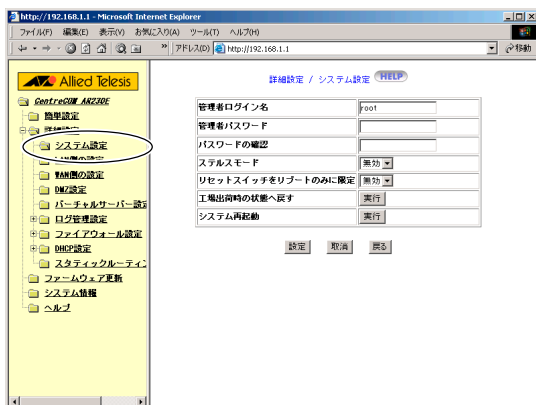 http://192.168.1.1 - Microsoft Internet Explorer
ファイル(F) 編集(E) 表示(V) お気に入り(A) ツール(T) ヘルプ(H)
アドレス(D) http://192.168.1.1 移動
Allied Telesis
CentreCOM AR230E
簡単設定
詳細設定
システム設定
LAN側の設定
WAN側の設定
DMZ設定
バーチャルサーバー設
ログ管理設定
ファイアウォール設定
DHCP設定
スタティックルーティ
ファームウェア更新
システム情報
ヘルプ
詳細設定 / システム設定 HELP
管理者ログイン名 root
管理者パスワード
パスワードの確認
ステルスモード 無効
リセットスイッチをリブートのみに限定 無効
工場出荷時の状態へ戻す 実行
システム再起動 実行
設定 取消 戻る